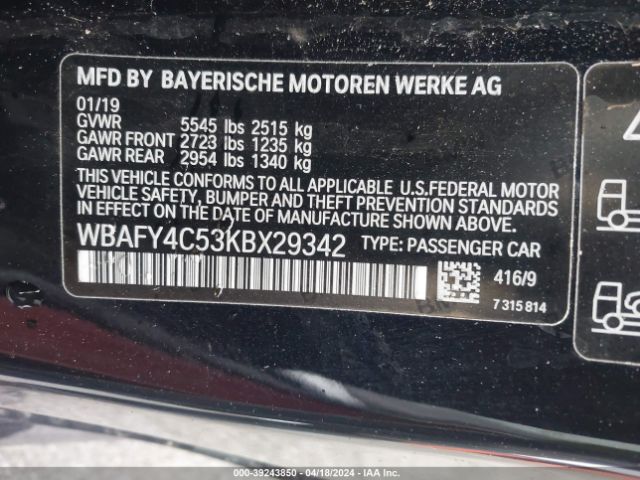 MFD BY BAYERISCHE MOTOREN WERKE AG
01/19
GVWR 5545 lbs 2515 kg
GAWR FRONT 2723 lbs 1235 kg
GAWR REAR 2954 lbs 1340 kg
THIS VEHICLE CONFORMS TO ALL APPLICABLE U.S.FEDERAL MOTOR
VEHICLE SAFETY, BUMPER AND THEFT PREVENTION STANDARDS
IN EFFECT ON THE DATE OF MANUFACTURE SHOWN ABOVE.
WBAFY4C53KBX29342 TYPE: PASSENGER CAR
416/9
7 315 814
000-39243850 - 04/18/2024 - IAAI.COM